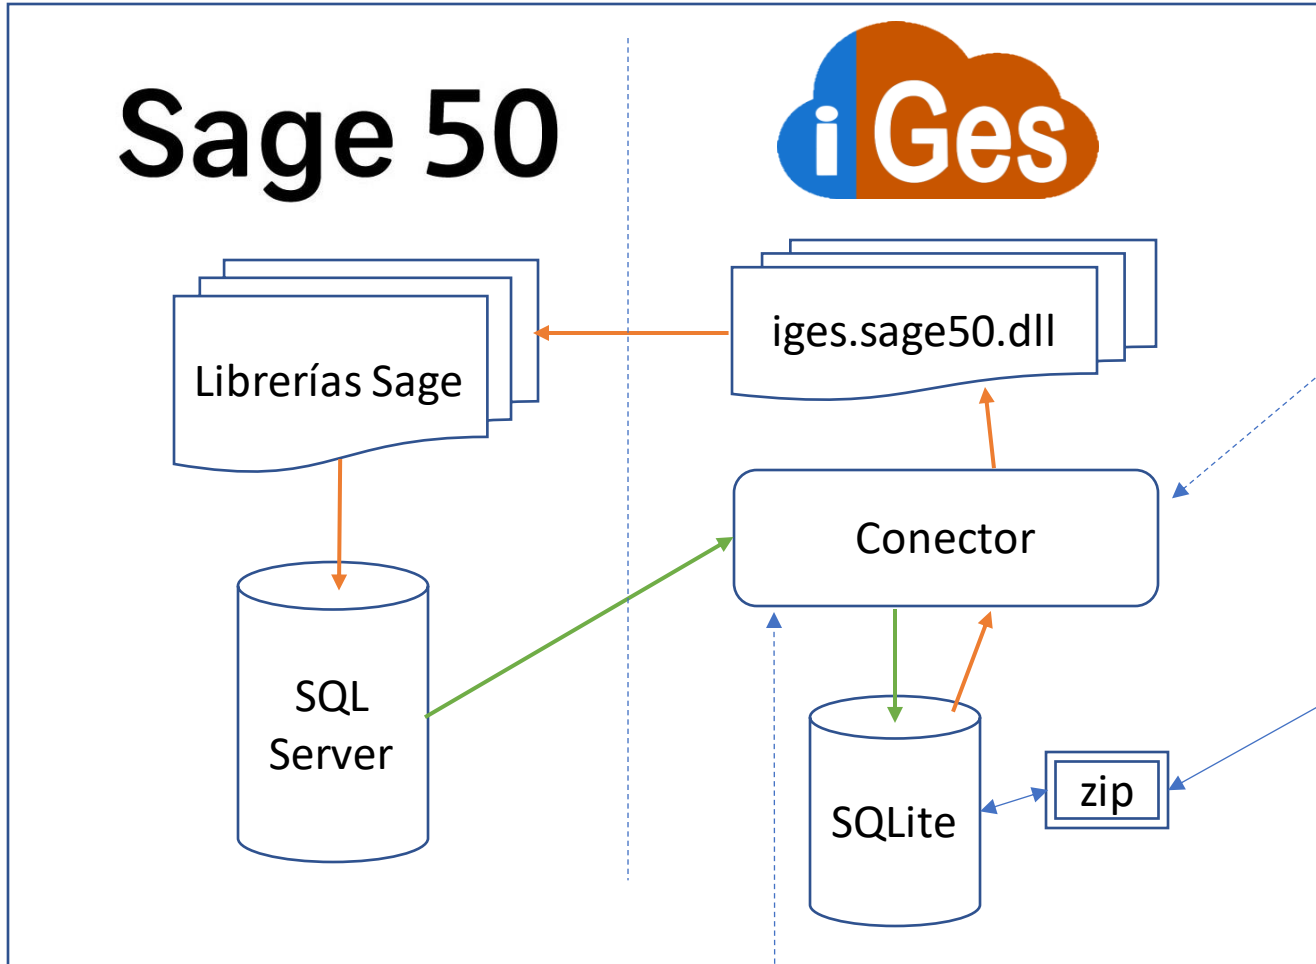 Sage 50
iGes
Librerías Sage
iges.sage50.dll
Conector
SQL
Server
SQLite
zip